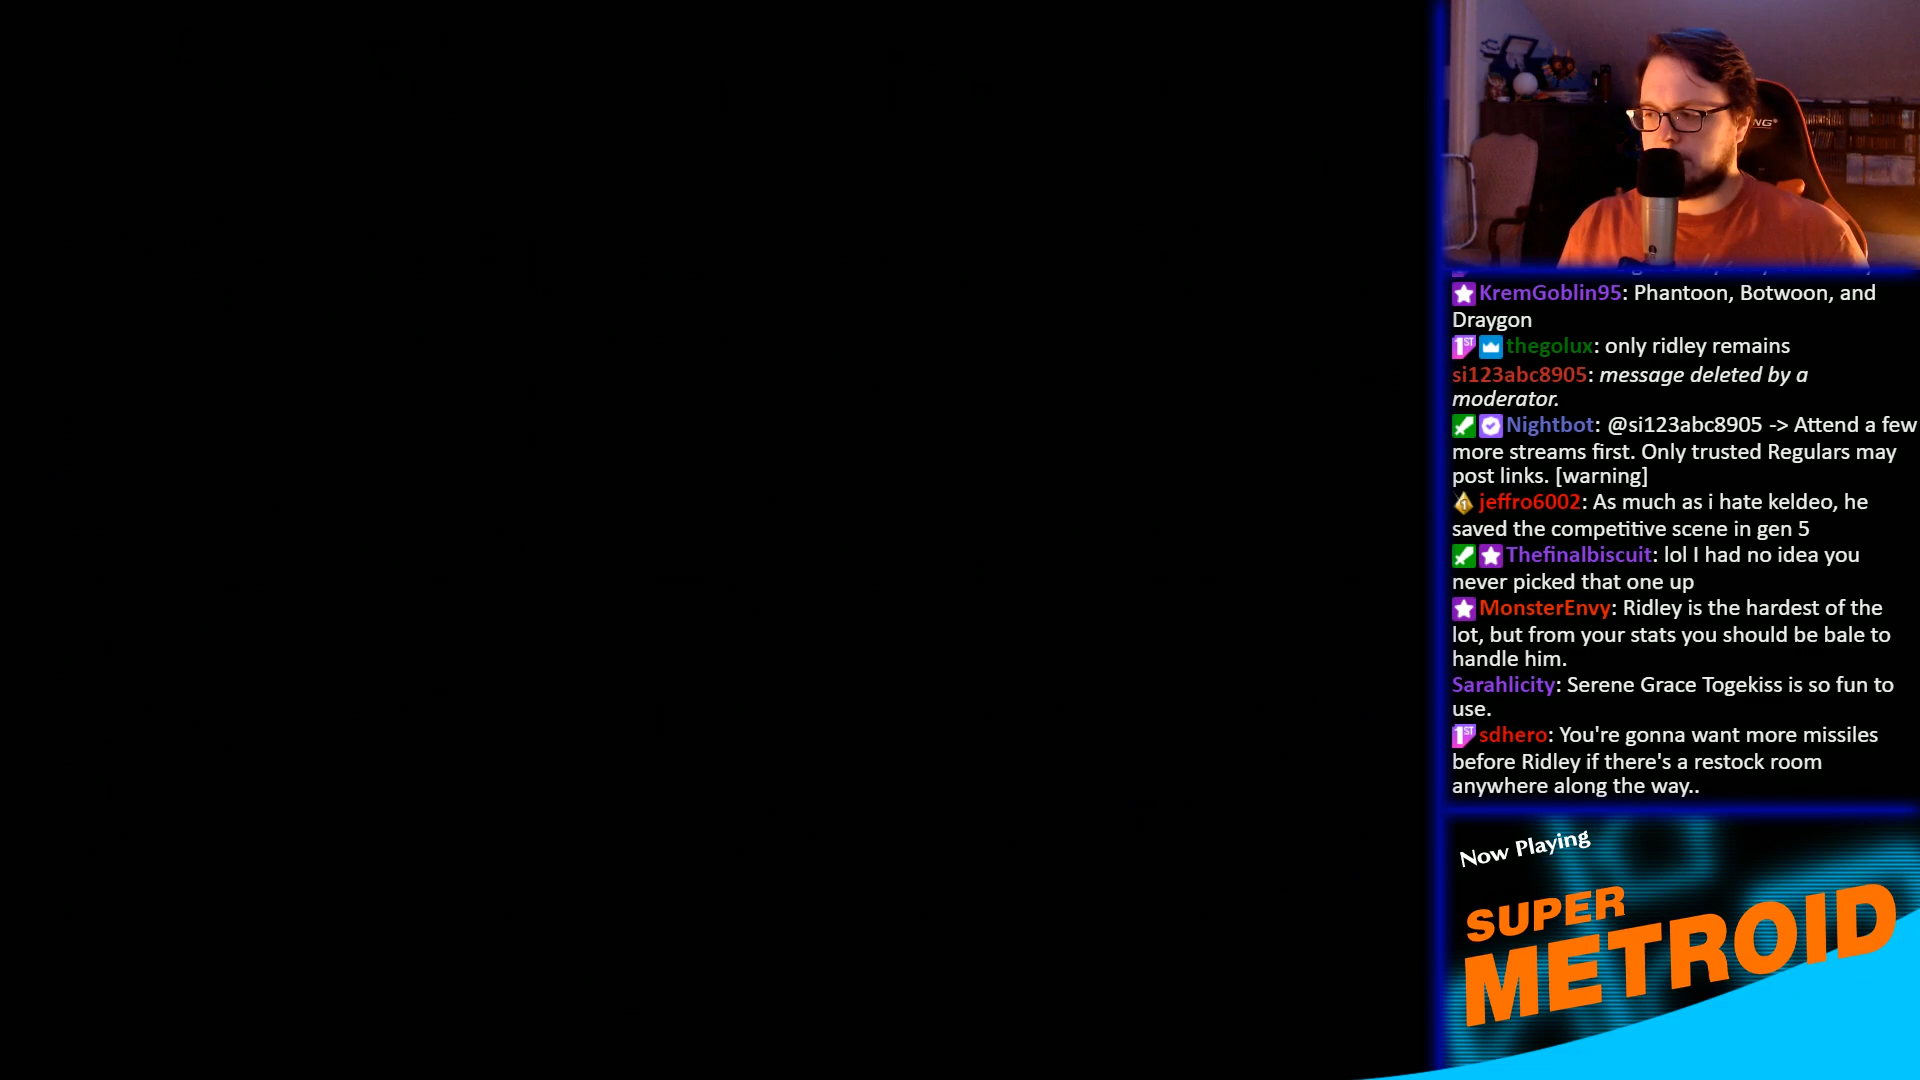 NG
KremGoblin95: Phantoon, Botwoon, and
Draygon
1ST thegolux: only ridley remains
si123abc8905: message deleted by a
moderator.
Nightbot: @si123abc8905 -> Attend a few
more streams first. Only trusted Regulars may
post links. [warning]
1 jeffro6002: As much as i hate keldeo, he
saved the competitive scene in gen 5
Thefinalbiscuit: lol I had no idea you
never picked that one up
MonsterEnvy: Ridley is the hardest of the
lot, but from your stats you should be bale to
handle him.
Sarahlicity: Serene Grace Togekiss is so fun to
use.
1ST sdhero: You're gonna want more missiles
before Ridley if there's a restock room
anywhere along the way..
Now Playing
SUPER
METROID